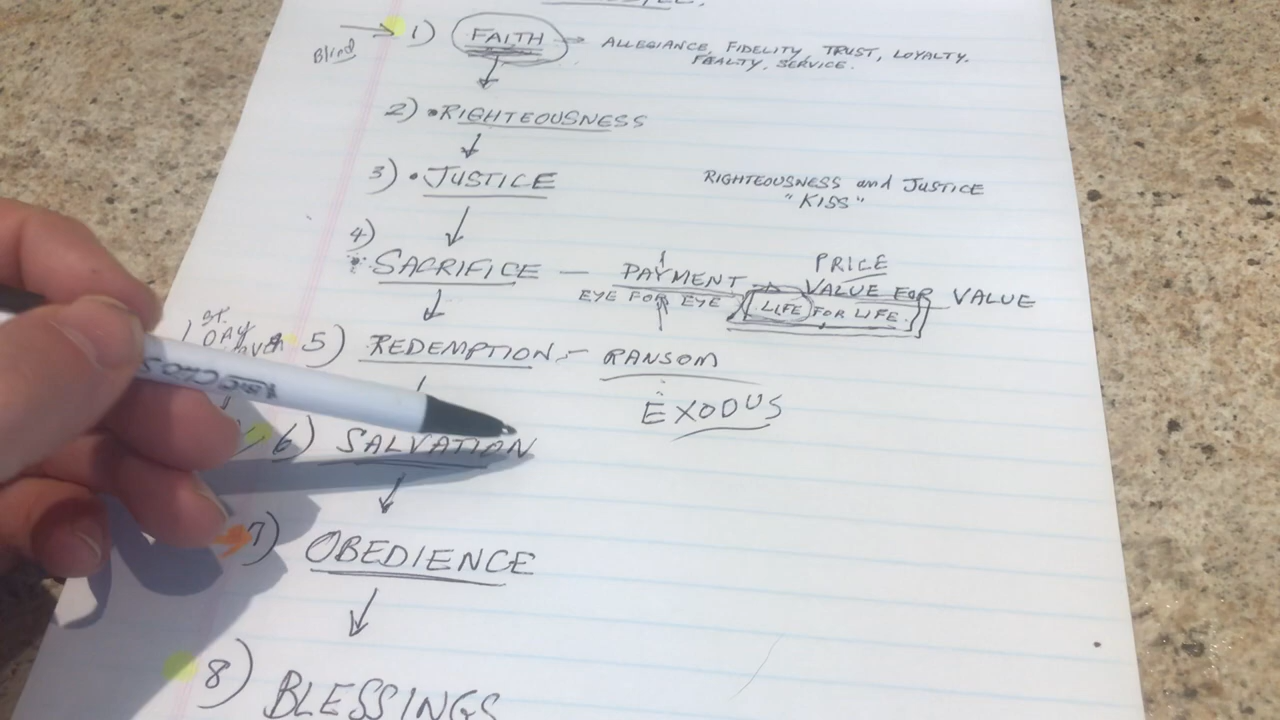 1) FAITH → ALLEGIANCE, FIDELITY, TRUST, LOYALTY,
FEALTY, SERVICE.
Blind
2) •RIGHTEOUSNESS
3) •JUSTICE
RIGHTEOUSNESS and JUSTICE
"KISS"
4)
SACRIFICE — PAYMENT
PRICE
VALUE FOR VALUE
EYE FOR EYE
LIFE FOR LIFE.
5) REDEMPTION — RANSOM
EXODUS
6) SALVATION
7) OBEDIENCE
8) BLESSINGS